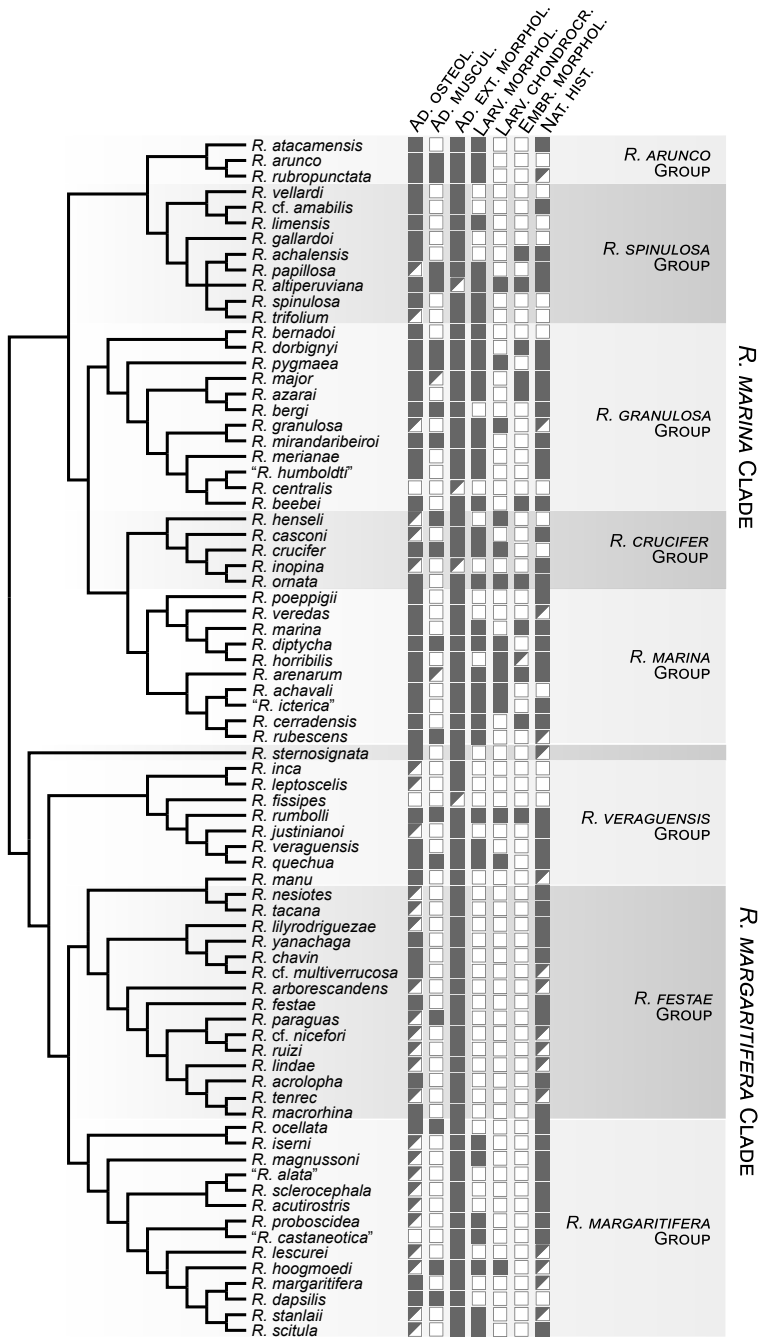 AD. OSTEOL.
AD. MUSCUL.
AD. EXT. MORPHOL.
LARV. MORPHOL.
LARV. CHONDROCR.
EMBR. MORPHOL.
NAT. HIST.
R. atacamensis
R. arunco
R. rubropunctata
R. ARUNCO
GROUP
R. vellardi
R. cf. amabilis
R. limensis
R. gallardoi
R. achalensis
R. papillosa
R. altiperuviana
R. spinulosa
R. trifolium
R. SPINULOSA
GROUP
R. bernadoi
R. dorbignyi
R. pygmaea
R. major
R. azarai
R. bergi
R. granulosa
R. mirandaribeiroi
R. merianae
"R. humboldti"
R. centralis
R. beebei
R. GRANULOSA
GROUP
R. henseli
R. casconi
R. crucifer
R. inopina
R. ornata
R. CRUCIFER
GROUP
R. poeppigii
R. veredas
R. marina
R. diptycha
R. horribilis
R. arenarum
R. achavali
"R. icterica"
R. cerradensis
R. rubescens
R. MARINA
GROUP
R. MARINA CLADE
R. sternosignata
R. inca
R. leptoscelis
R. fissipes
R. rumbolli
R. justinianoi
R. veraguensis
R. quechua
R. manu
R. VERAGUENSIS
GROUP
R. nesiotes
R. tacana
R. lilyrodriguezae
R. yanachaga
R. chavin
R. cf. multiverrucosa
R. arborescandens
R. festae
R. paraguas
R. cf. nicefori
R. ruizi
R. lindae
R. acrolopha
R. tenrec
R. macrorhina
R. FESTAE
GROUP
R. ocellata
R. iserni
R. magnussoni
"R. alata"
R. sclerocephala
R. acutirostris
R. proboscidea
"R. castaneotica"
R. lescurei
R. hoogmoedi
R. margaritifera
R. dapsilis
R. stanlaii
R. scitula
R. MARGARITIFERA
GROUP
R. MARGARITIFERA CLADE